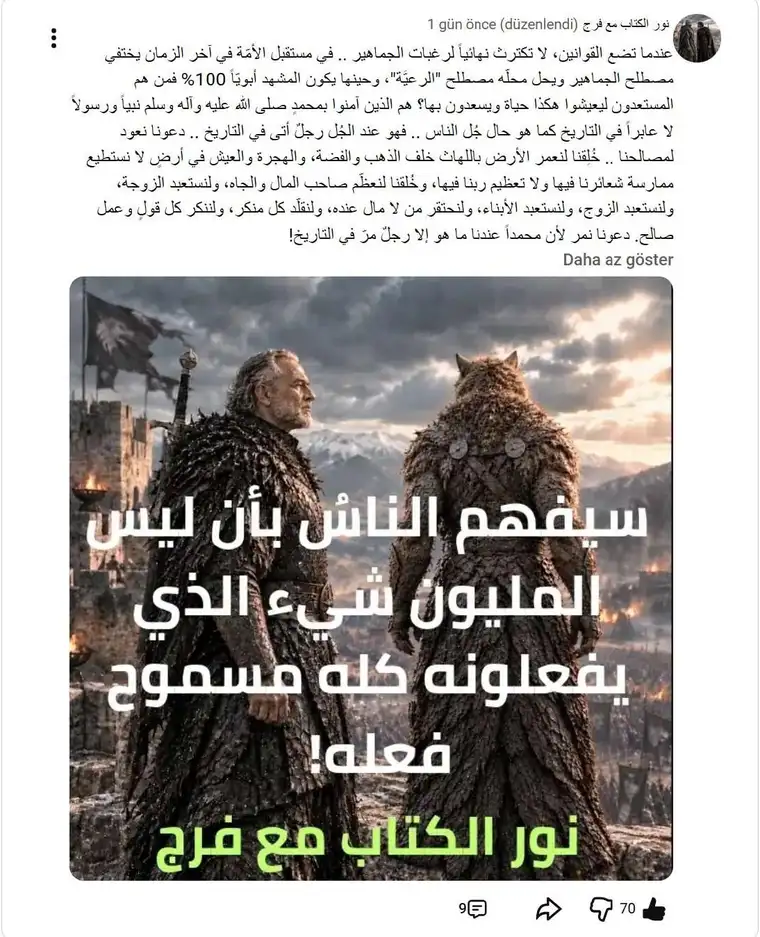 نور الكتاب مع فرج 1 gün önce (düzenlendi)
عندما تضع القوانين، لا تكترث نهائياً لرغبات الجماهير .. في مستقبل الأمّة في آخر الزمان يختفي
مصطلح الجماهير ويحل محلّه مصطلح "الرعيَّة"، وحينها يكون المشهد أبويّاً 100% فمن هم
المستعدون ليعيشوا هكذا حياة ويسعدون بها؟ هم الذين آمنوا بمحمدٍ صلى الله عليه وآله وسلم نبياً ورسولاً
لا عابراً في التاريخ كما هو حال جُل الناس .. فهو عند الجُل رجلٌ أتى في التاريخ .. دعونا نعود
لمصالحنا .. خُلِقنا لنعمر الأرض باللهاث خلف الذهب والفضة، والهجرة والعيش في أرضٍ لا نستطيع
ممارسة شعائرنا فيها ولا تعظيم ربنا فيها، وخُلقنا لنعظّم صاحب المال والجاه، ولنستعبد الزوجة،
ولنستعبد الزوج، ولنستعبد الأبناء، ولنحتقر من لا مال عنده، ولنقلّد كل منكر، ولننكر كل قولٍ وعمل
صالح. دعونا نمر لأن محمداً عندنا ما هو إلا رجلٌ مرّ في التاريخ!
Daha az göster
سيفهم الناسُ بأن ليس
المليون شيء الذي
يفعلونه كله مسموح
فعله!
نور الكتاب مع فرج
70
9